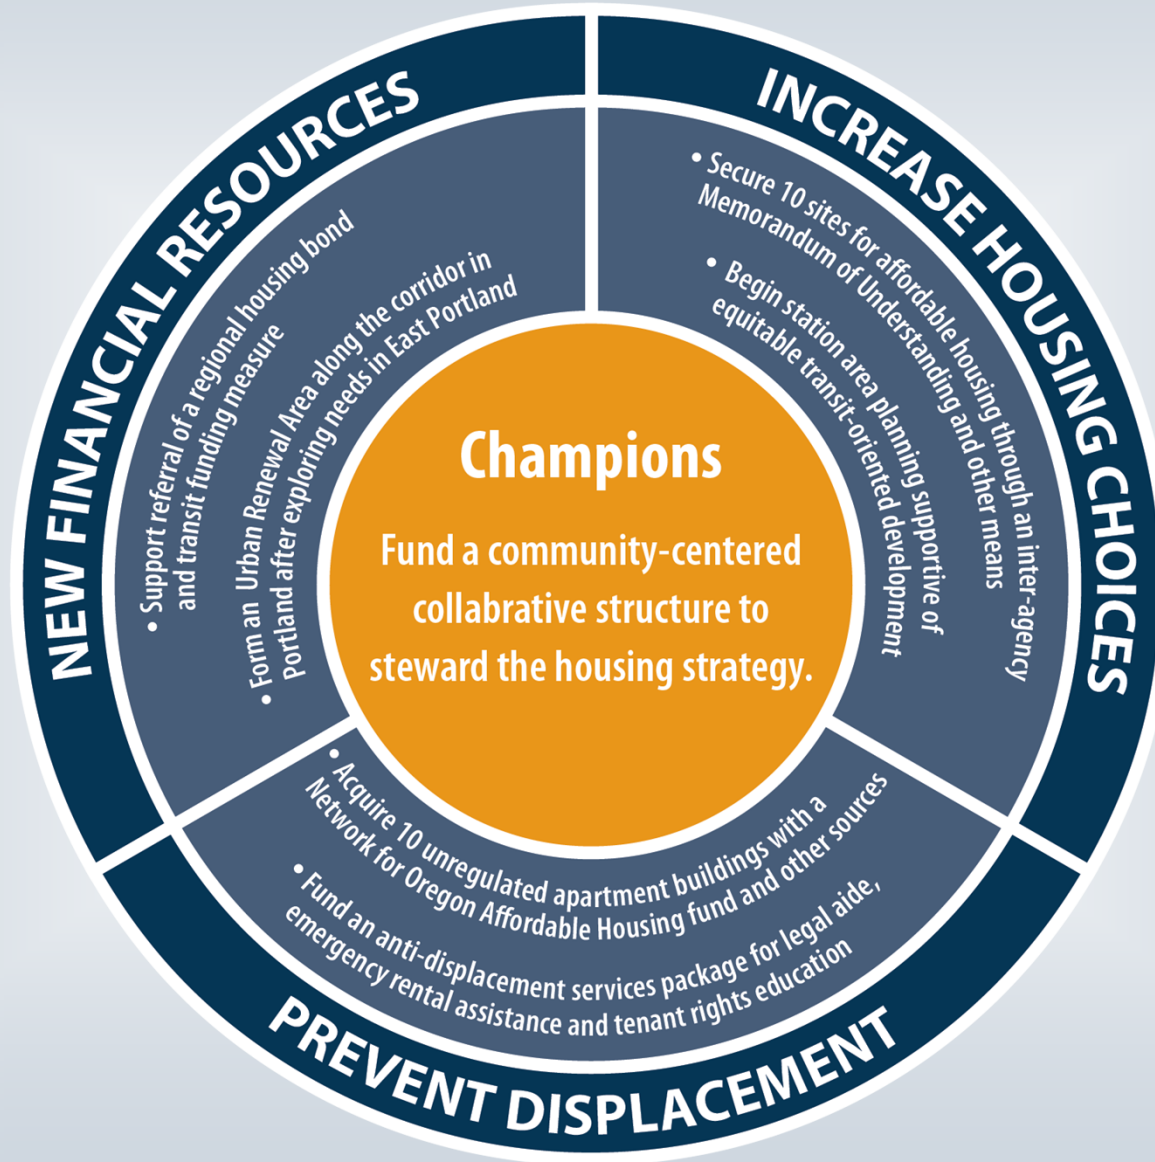 NEW FINANCIAL RESOURCES
• Support referral of a regional housing bond
and transit funding measure
• Form an Urban Renewal Area along the corridor in
Portland after exploring needs in East Portland
INCREASE HOUSING CHOICES
• Secure 10 sites for affordable housing through an inter-agency
Memorandum of Understanding and other means
• Begin station area planning supportive of
equitable transit-oriented development
Champions
Fund a community-centered
collabrative structure to
steward the housing strategy.
• Acquire 10 unregulated apartment buildings with a
Network for Oregon Affordable Housing fund and other sources
• Fund an anti-displacement services package for legal aide,
emergency rental assistance and tenant rights education
PREVENT DISPLACEMENT